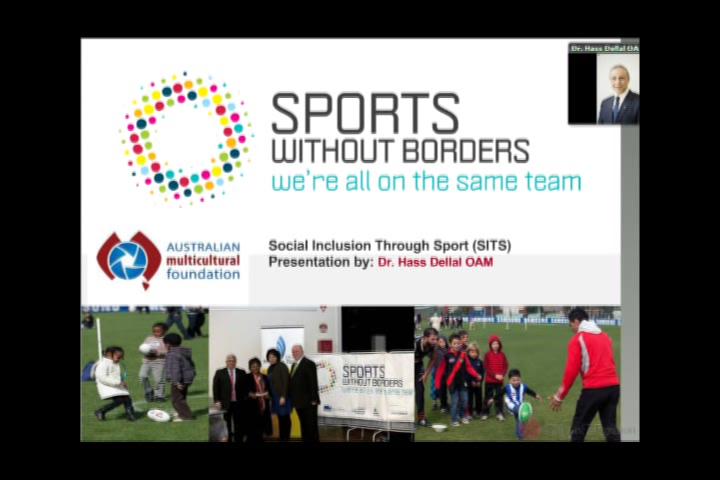 Dr. Hass Dellal OA
SPORTS
WITHOUT BORDERS
we're all on the same team
AUSTRALIAN
multicultural
foundation
Social Inclusion Through Sport (SITS)
Presentation by: Dr. Hass Dellal OAM
SPORTS
WITHOUT BORDERS